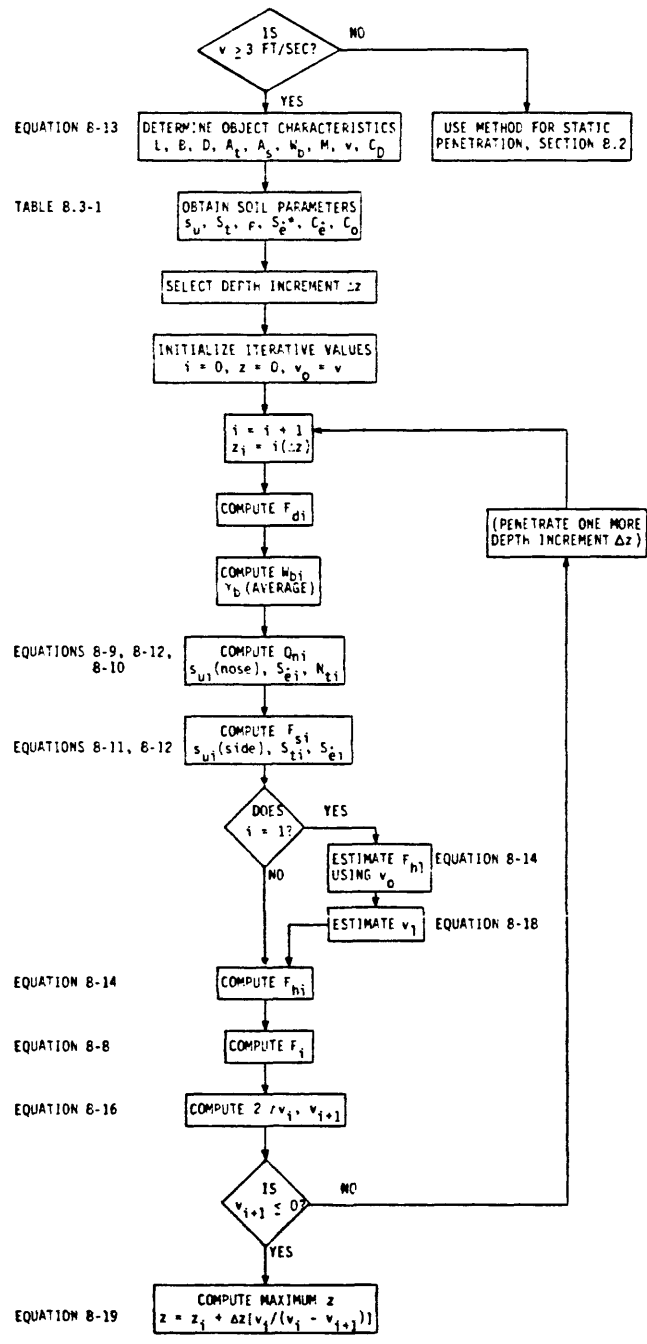 IS
v ≥ 3 FT/SEC?
NO
YES
EQUATION 8-13
DETERMINE OBJECT CHARACTERISTICS
L, B, D, A_t, A_s, W_b, M, v, C_D
USE METHOD FOR STATIC
PENETRATION, SECTION 8.2
TABLE 8.3-1
OBTAIN SOIL PARAMETERS
s_u, S_t, F, S_ė*, C_ė, C_o
SELECT DEPTH INCREMENT Δz
INITIALIZE ITERATIVE VALUES
i = 0, z = 0, v_o = v
i = i + 1
z_i = i(Δz)
COMPUTE F_di
(PENETRATE ONE MORE
DEPTH INCREMENT Δz)
COMPUTE W_bi
γ_b (AVERAGE)
EQUATIONS 8-9, 8-12,
8-10
COMPUTE Q_ni
s_ui(nose), S_ėi, N_ti
EQUATIONS 8-11, 8-12
COMPUTE F_si
s_ui(side), S_ti, S_ėi
DOES
i = 1?
YES
NO
ESTIMATE F_h1
USING v_o
EQUATION 8-14
ESTIMATE v_1
EQUATION 8-18
EQUATION 8-14
COMPUTE F_hi
EQUATION 8-8
COMPUTE F_i
EQUATION 8-16
COMPUTE 2 Δv_i, v_i+1
IS
v_i+1 ≤ 0?
NO
YES
EQUATION 8-19
COMPUTE MAXIMUM z
z = z_i + Δz[v_i/(v_i - v_i+1)]